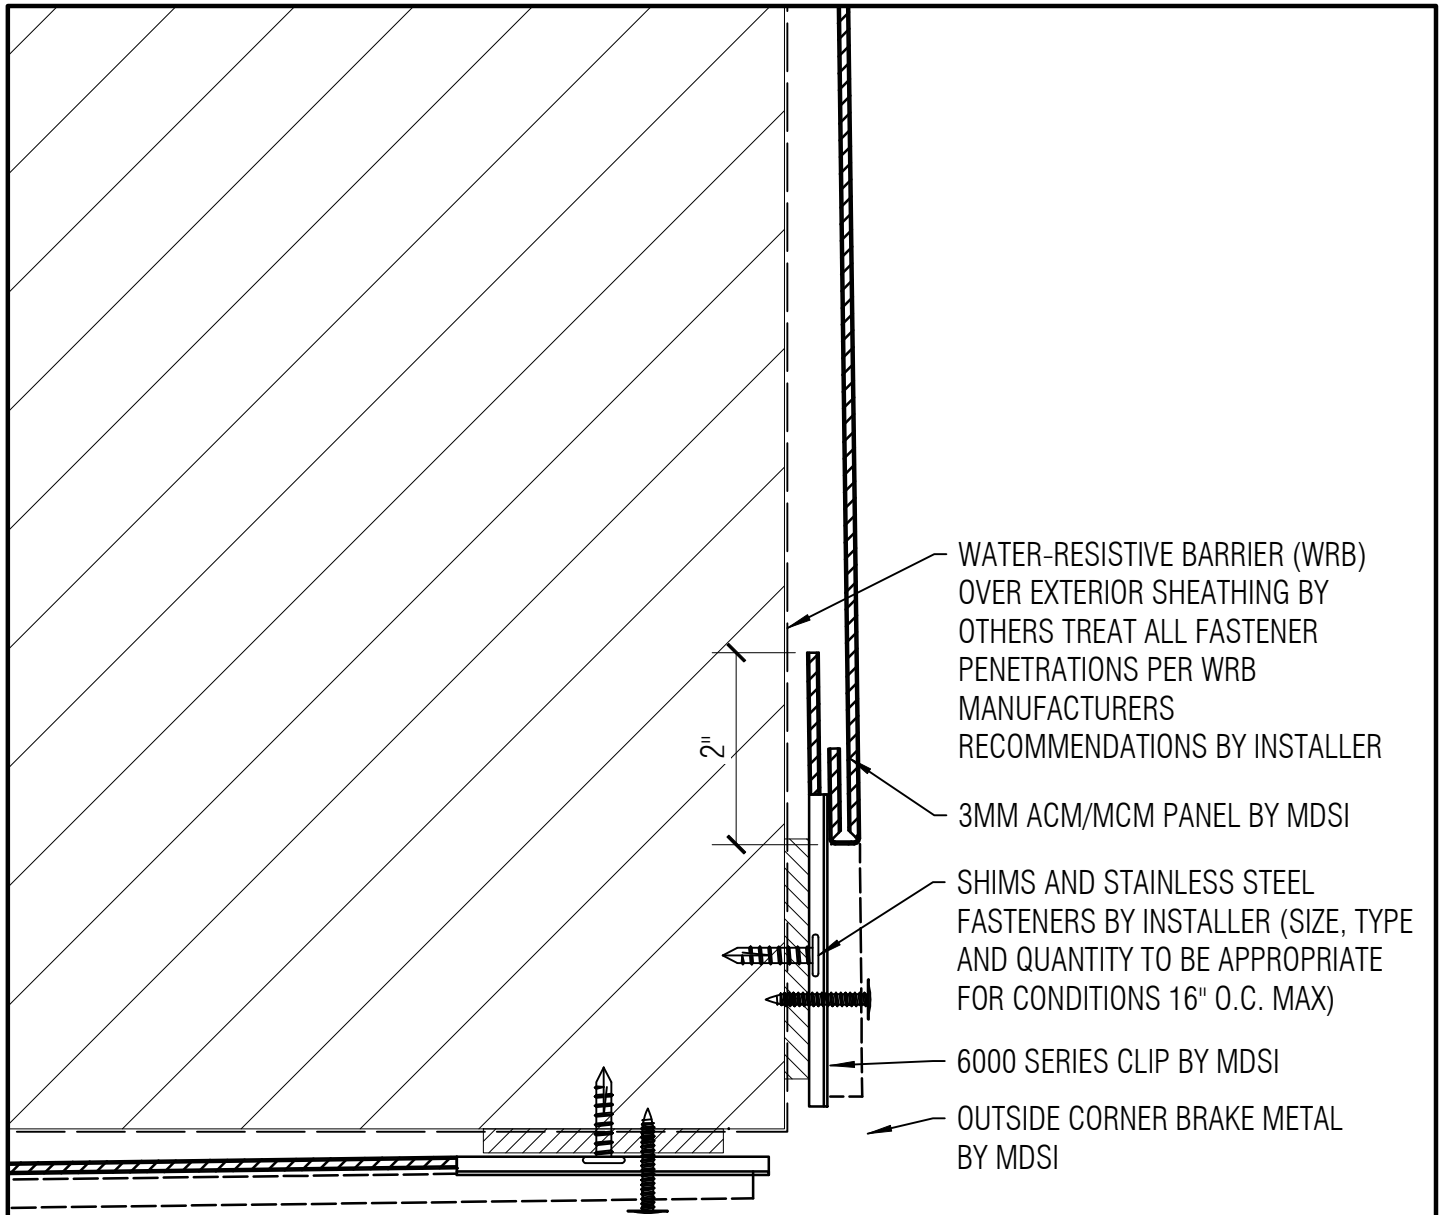 WATER-RESISTIVE BARRIER (WRB)
OVER EXTERIOR SHEATHING BY
OTHERS TREAT ALL FASTENER
PENETRATIONS PER WRB
MANUFACTURERS
RECOMMENDATIONS BY INSTALLER
2"
3MM ACM/MCM PANEL BY MDSI
SHIMS AND STAINLESS STEEL
FASTENERS BY INSTALLER (SIZE, TYPE
AND QUANTITY TO BE APPROPRIATE
FOR CONDITIONS 16" O.C. MAX)
6000 SERIES CLIP BY MDSI
OUTSIDE CORNER BRAKE METAL
BY MDSI